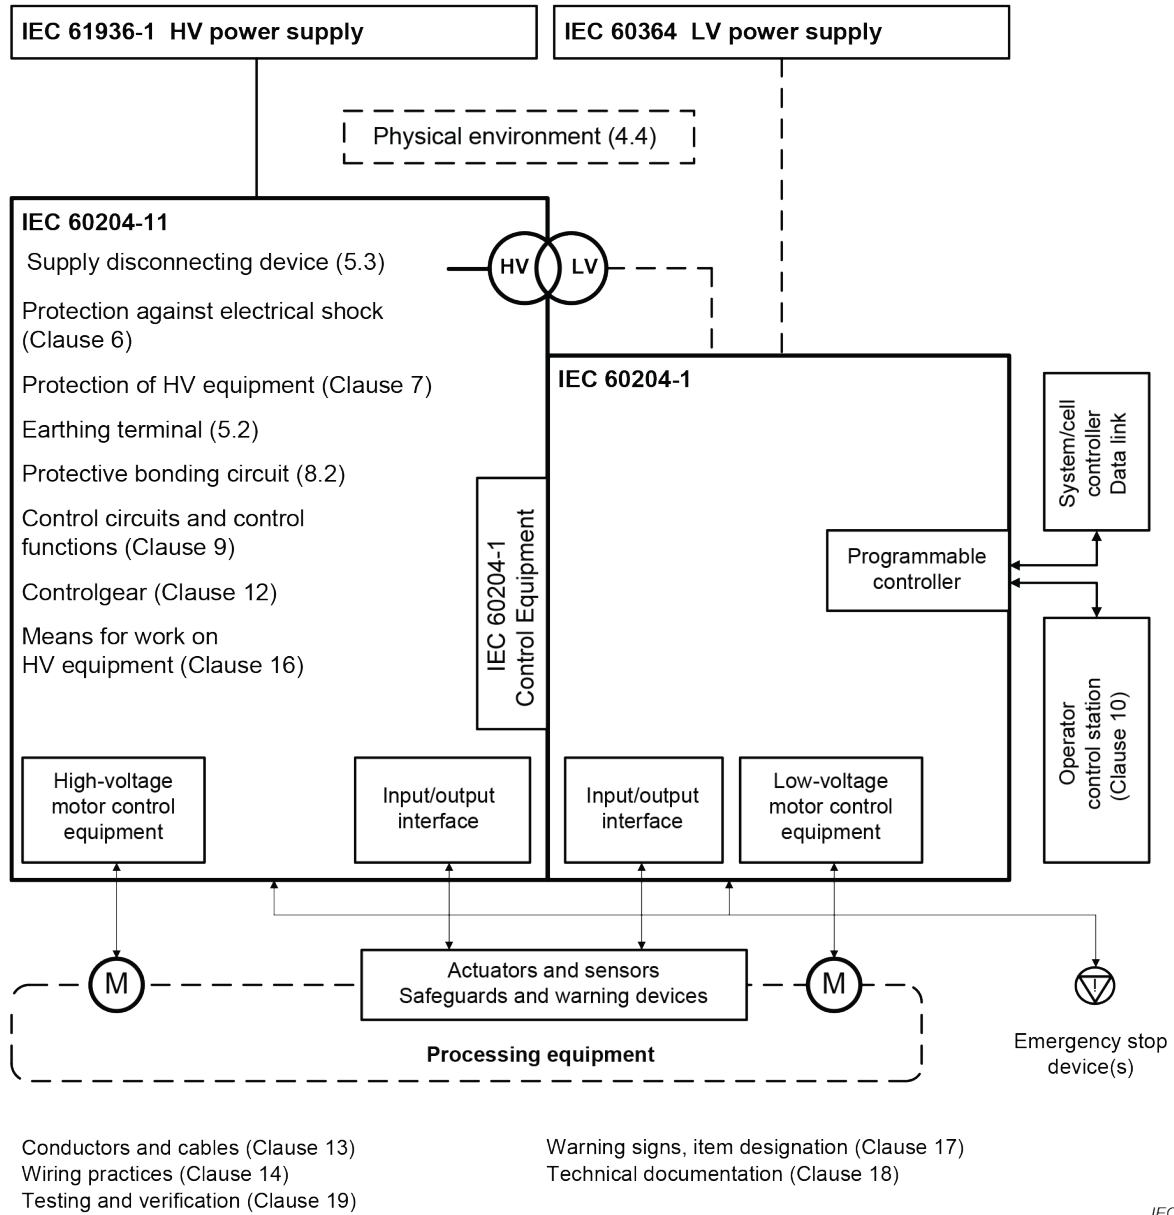 IEC 61936-1 HV power supply
IEC 60364 LV power supply
Physical environment (4.4)
IEC 60204-11
Supply disconnecting device (5.3)
HV
LV
Protection against electrical shock
(Clause 6)
Protection of HV equipment (Clause 7)
Earthing terminal (5.2)
Protective bonding circuit (8.2)
Control circuits and control
functions (Clause 9)
Controlgear (Clause 12)
Means for work on
HV equipment (Clause 16)
IEC 60204-1
Control Equipment
IEC 60204-1
Programmable
controller
System/cell
controller
Data link
Operator
control station
(Clause 10)
High-voltage
motor control
equipment
Input/output
interface
Input/output
interface
Low-voltage
motor control
equipment
M
Actuators and sensors
Safeguards and warning devices
M
!
Processing equipment
Emergency stop
device(s)
Conductors and cables (Clause 13)
Wiring practices (Clause 14)
Testing and verification (Clause 19)
Warning signs, item designation (Clause 17)
Technical documentation (Clause 18)
IEC